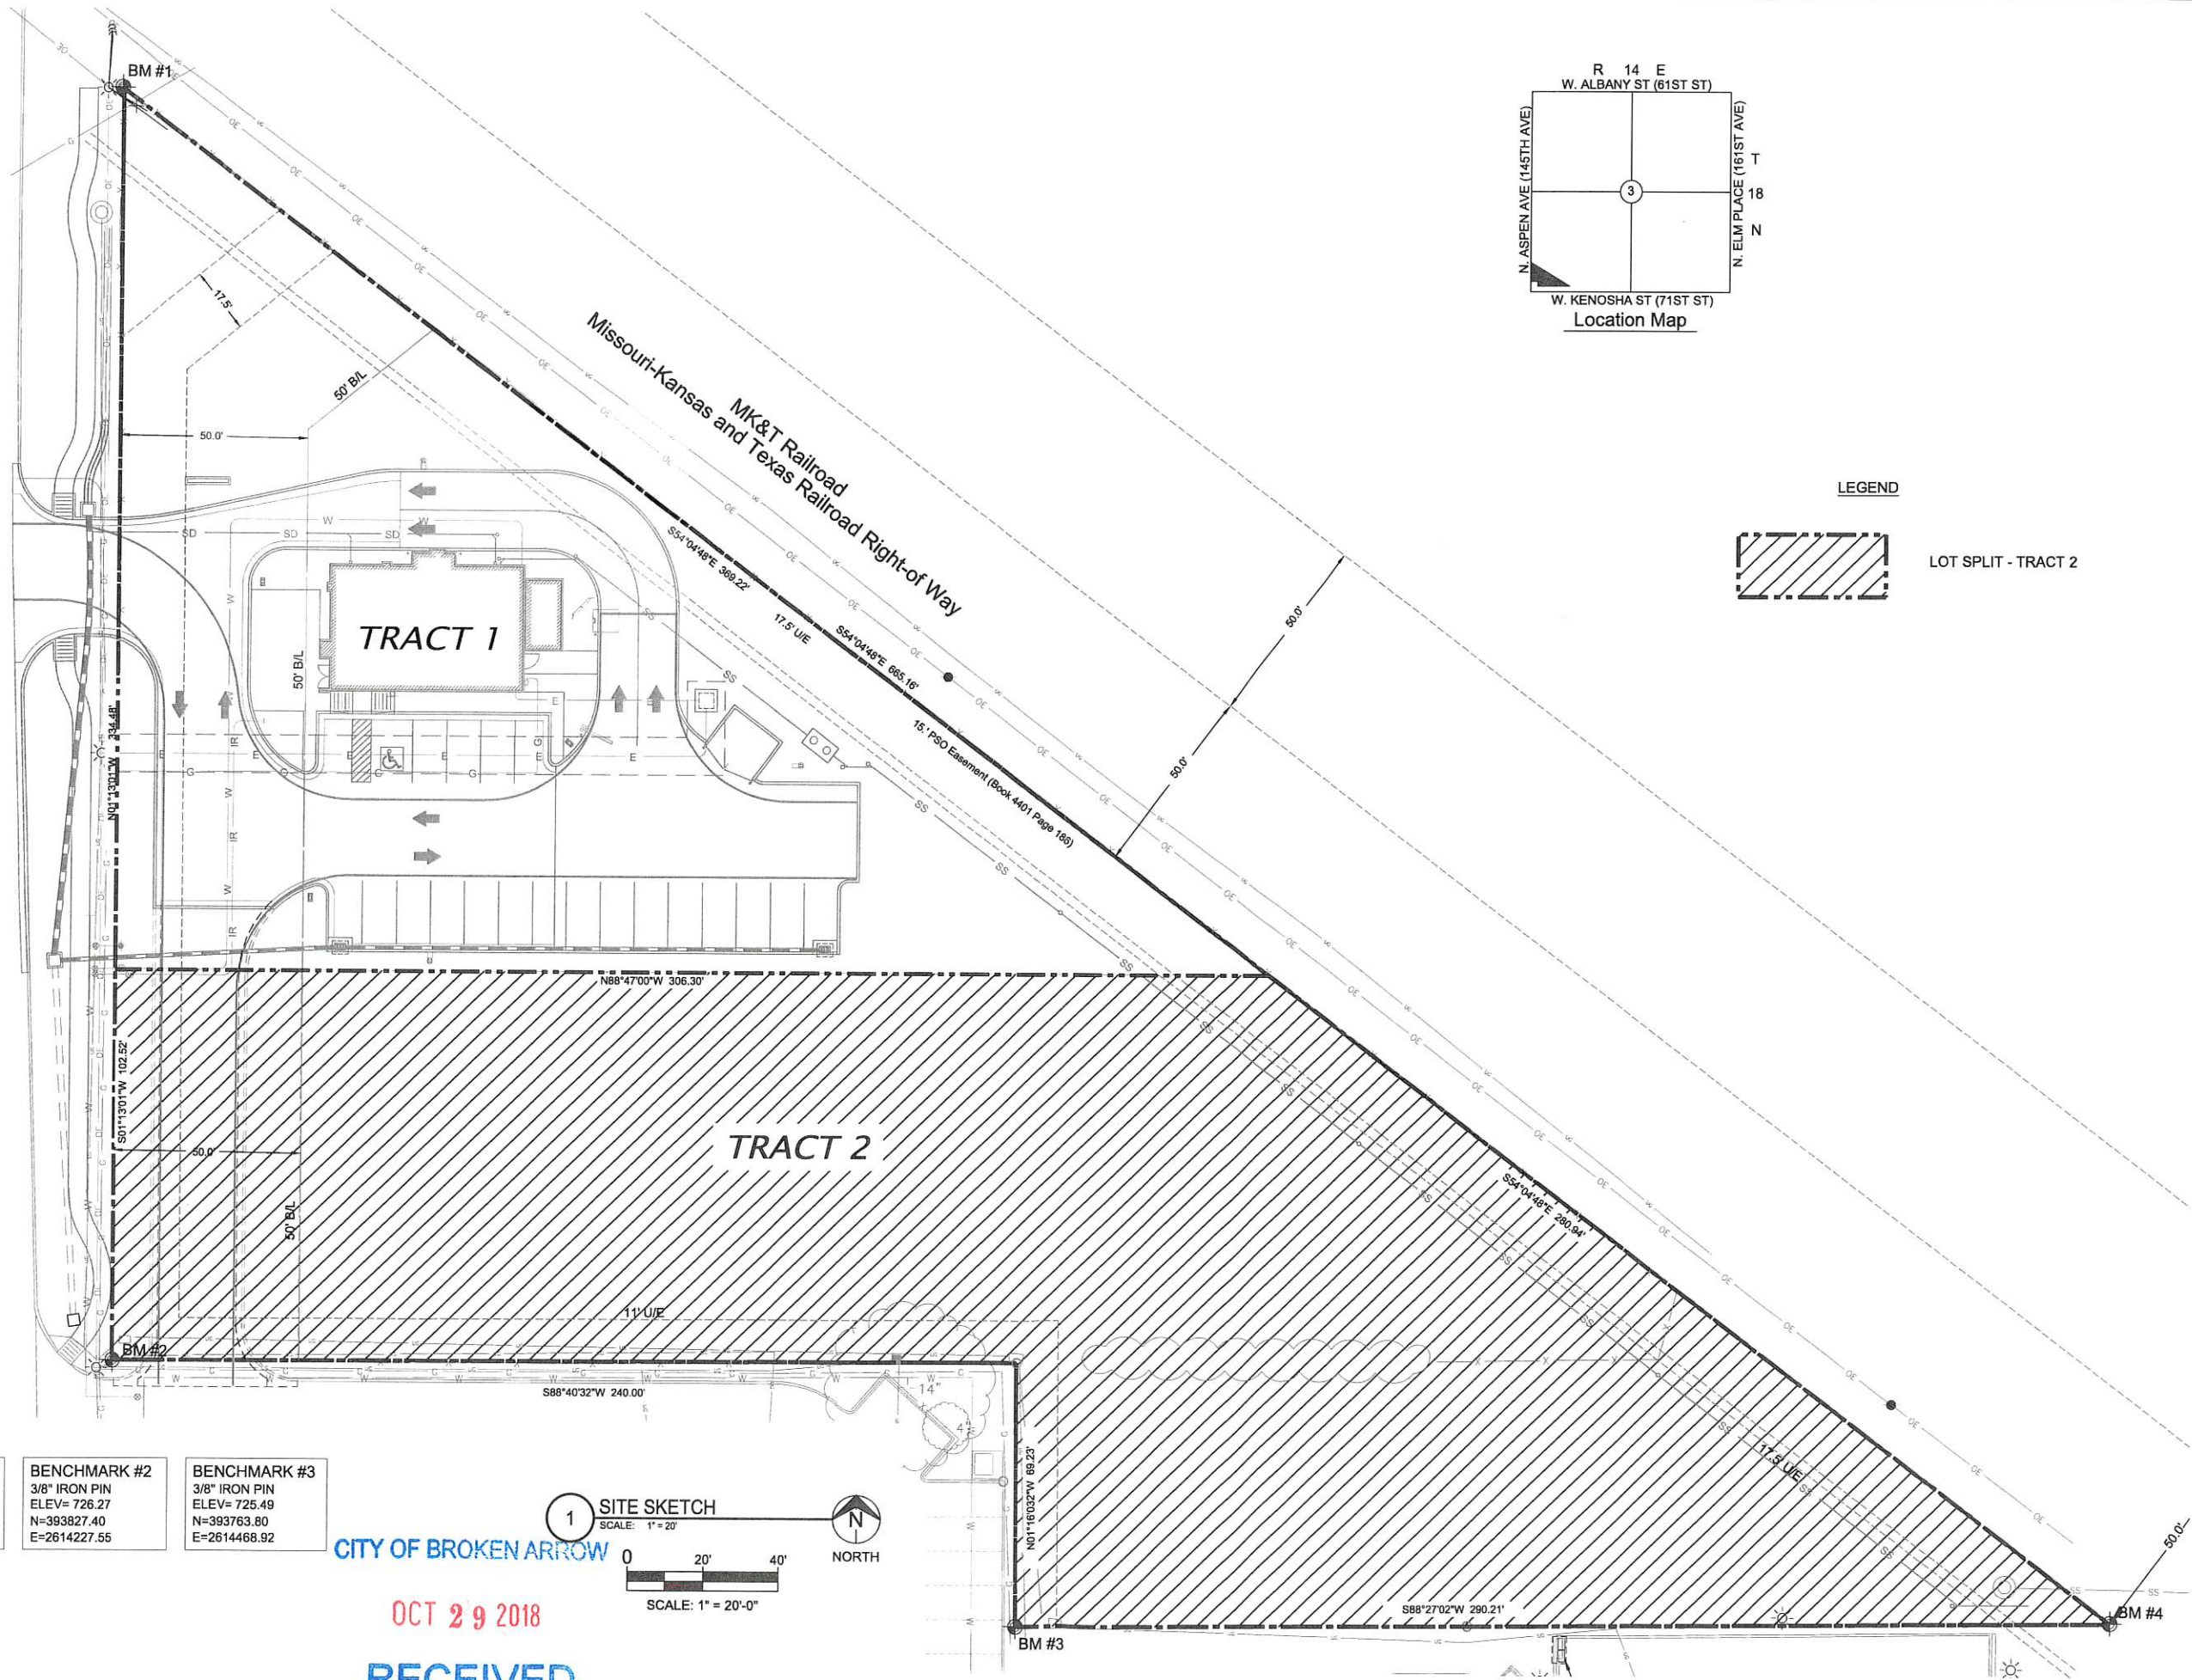 BM #1
R 14 E
W. ALBANY ST (61ST ST)
N. ASPEN AVE (145TH AVE)
N. ELM PLACE (161ST AVE)
T
18
N
3
W. KENOSHA ST (71ST ST)
Location Map
LEGEND
LOT SPLIT - TRACT 2
17.5'
50' B/L
50.0'
MK&T Railroad
Missouri-Kansas and Texas Railroad Right-of Way
S54°04'48"E 369.22'
17.5' U/E
S54°04'48"E 665.16'
15.' PSO Easement (Book 4401 Page 186)
50.0'
50.0'
TRACT 1
50' B/L
N01°13'01"W 334.48'
N88°47'00"W 306.30'
S01°13'01"W 102.52'
50.0'
50' B/L
TRACT 2
S54°04'48"E 280.94'
11' U/E
BM #2
S88°40'32"W 240.00'
14"
4"
N01°16'032"W 69.23'
17.5' U/E
50.0'
S88°27'02"W 290.21'
BM #3
BM #4
BENCHMARK #2
3/8" IRON PIN
ELEV= 726.27
N=393827.40
E=2614227.55
BENCHMARK #3
3/8" IRON PIN
ELEV= 725.49
N=393763.80
E=2614468.92
1
SITE SKETCH
SCALE: 1" = 20'
N
NORTH
0 20' 40'
SCALE: 1" = 20'-0"
CITY OF BROKEN ARROW
OCT 29 2018
RECEIVED